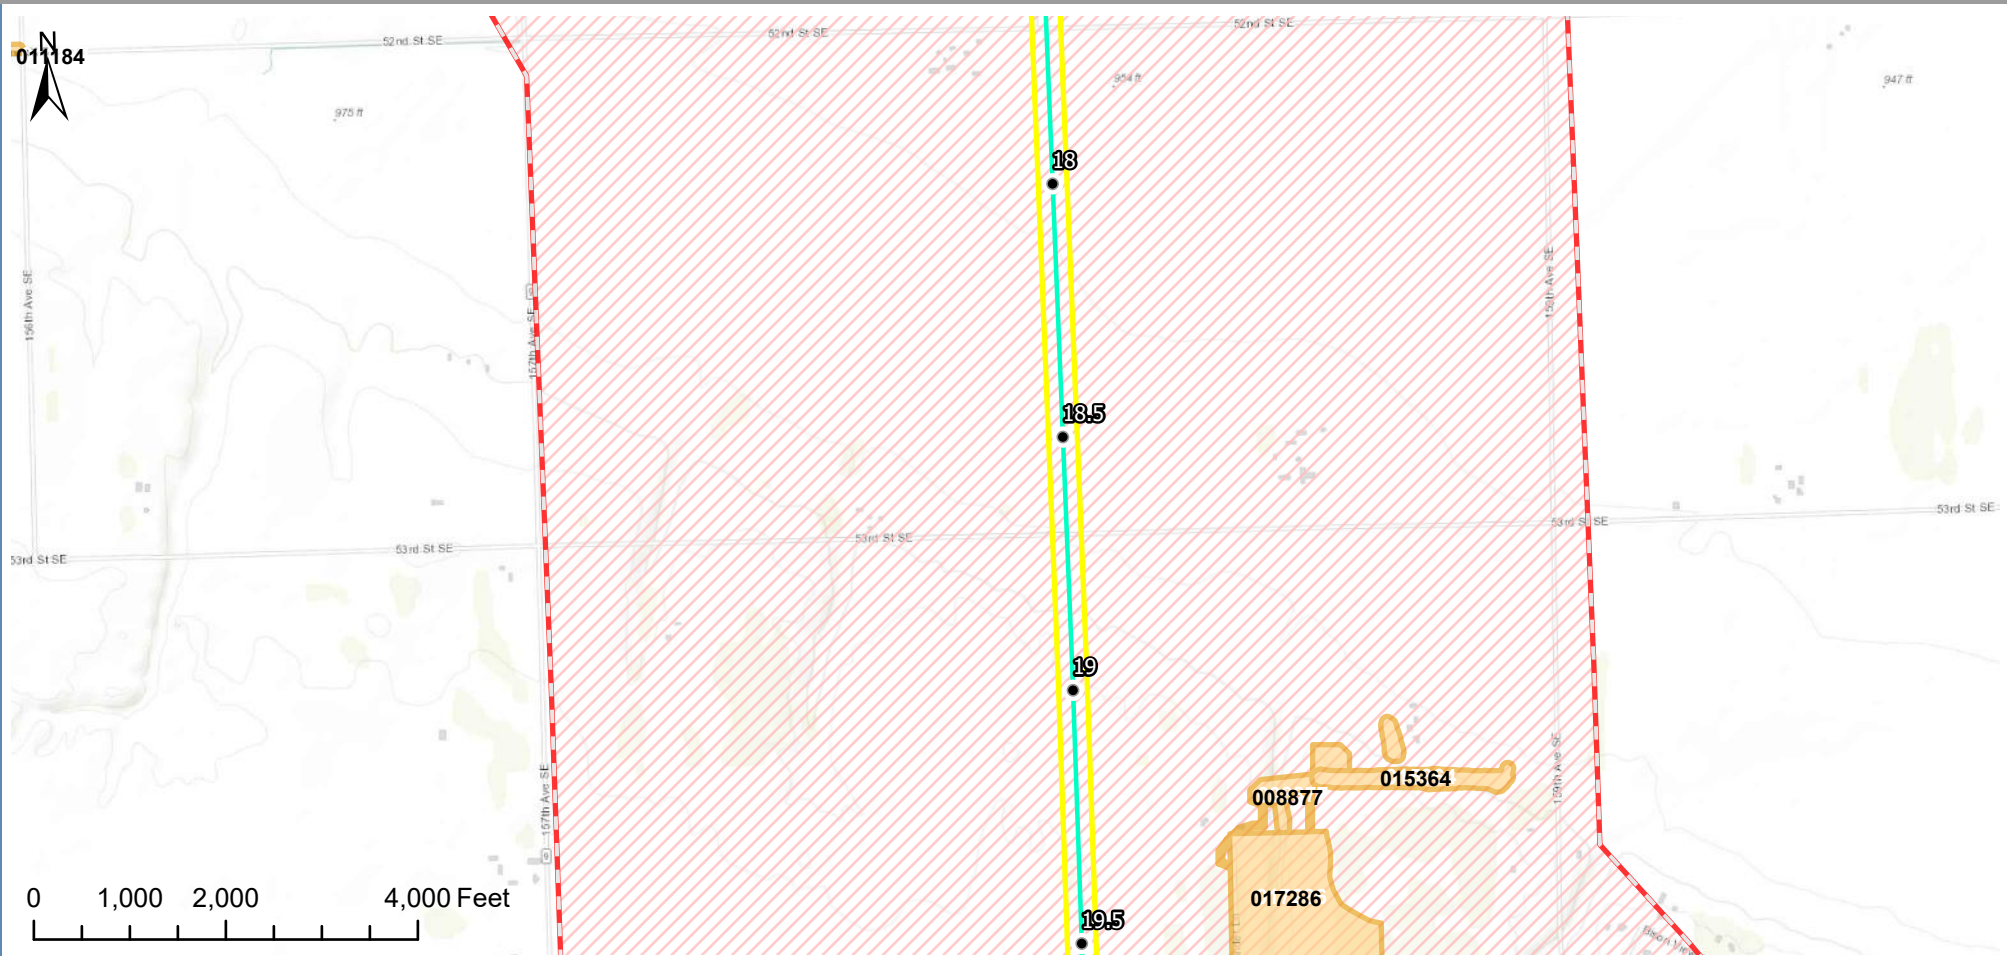 52nd St SE
52nd St SE
52nd St SE
N
011184
954 ft
947 ft
975 ft
18
156th Ave SE
157th Ave SE
18.5
53rd St SE
53rd St SE
53rd St SE
53rd St SE
53rd St SE
19
159th Ave SE
015364
008877
157th Ave SE
017286
0 1,000 2,000 4,000 Feet
19.5